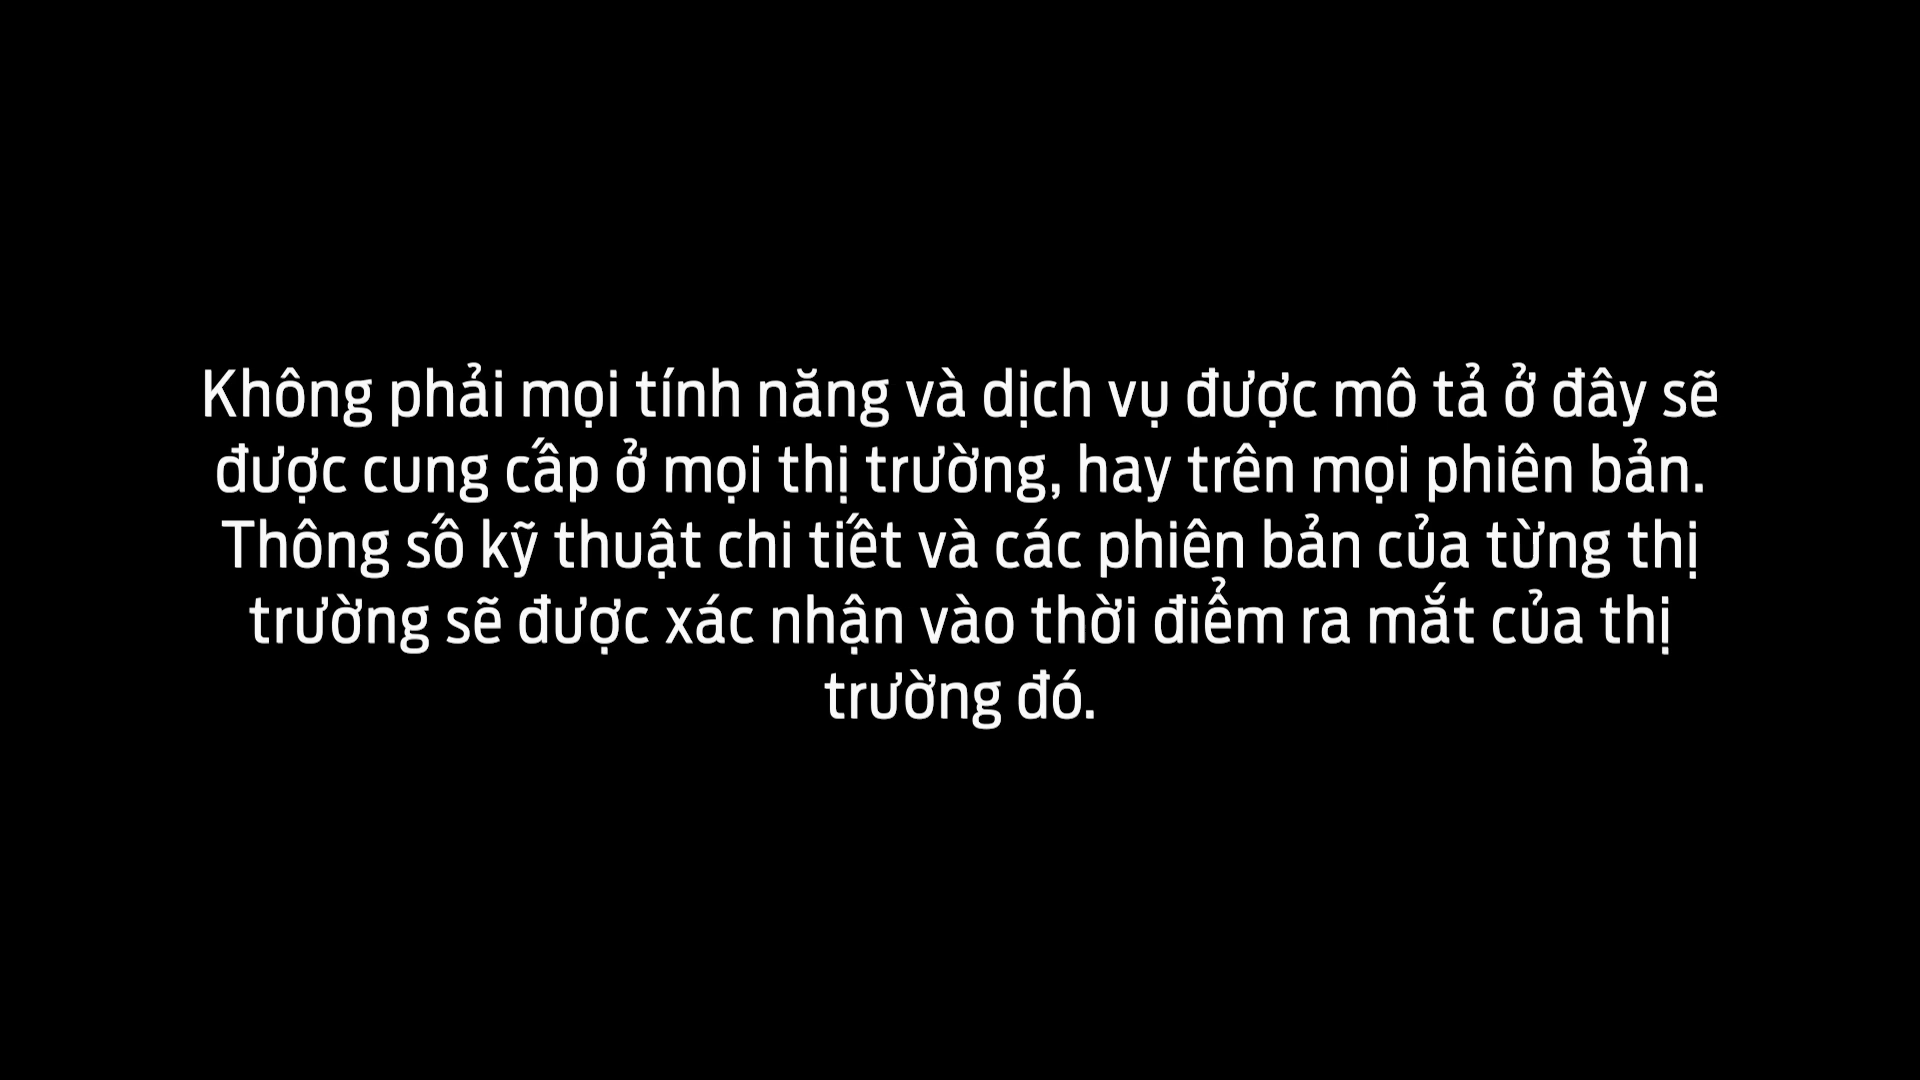 Không phải mọi tính năng và dịch vụ được mô tả ở đây sẽ
được cung cấp ở mọi thị trường, hay trên mọi phiên bản.
Thông số kỹ thuật chi tiết và các phiên bản của từng thị
trường sẽ được xác nhận vào thời điểm ra mắt của thị
trường đó.